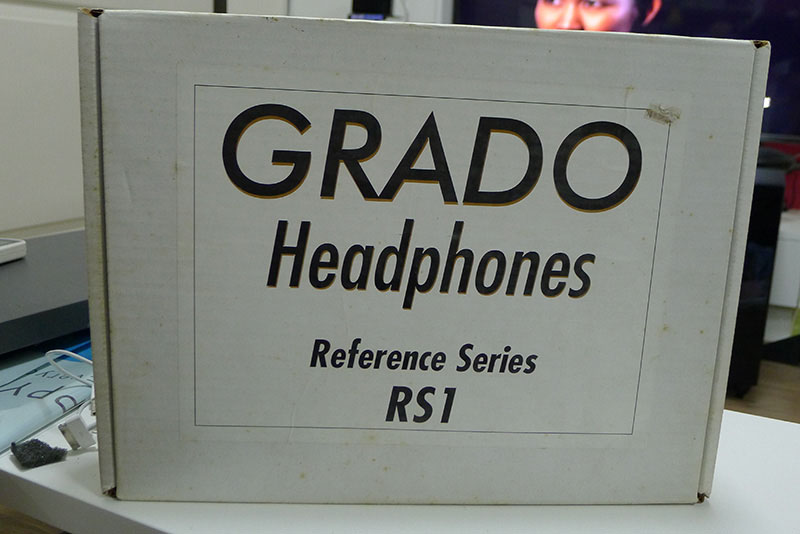 GRADO
Headphones
Reference Series
RS1